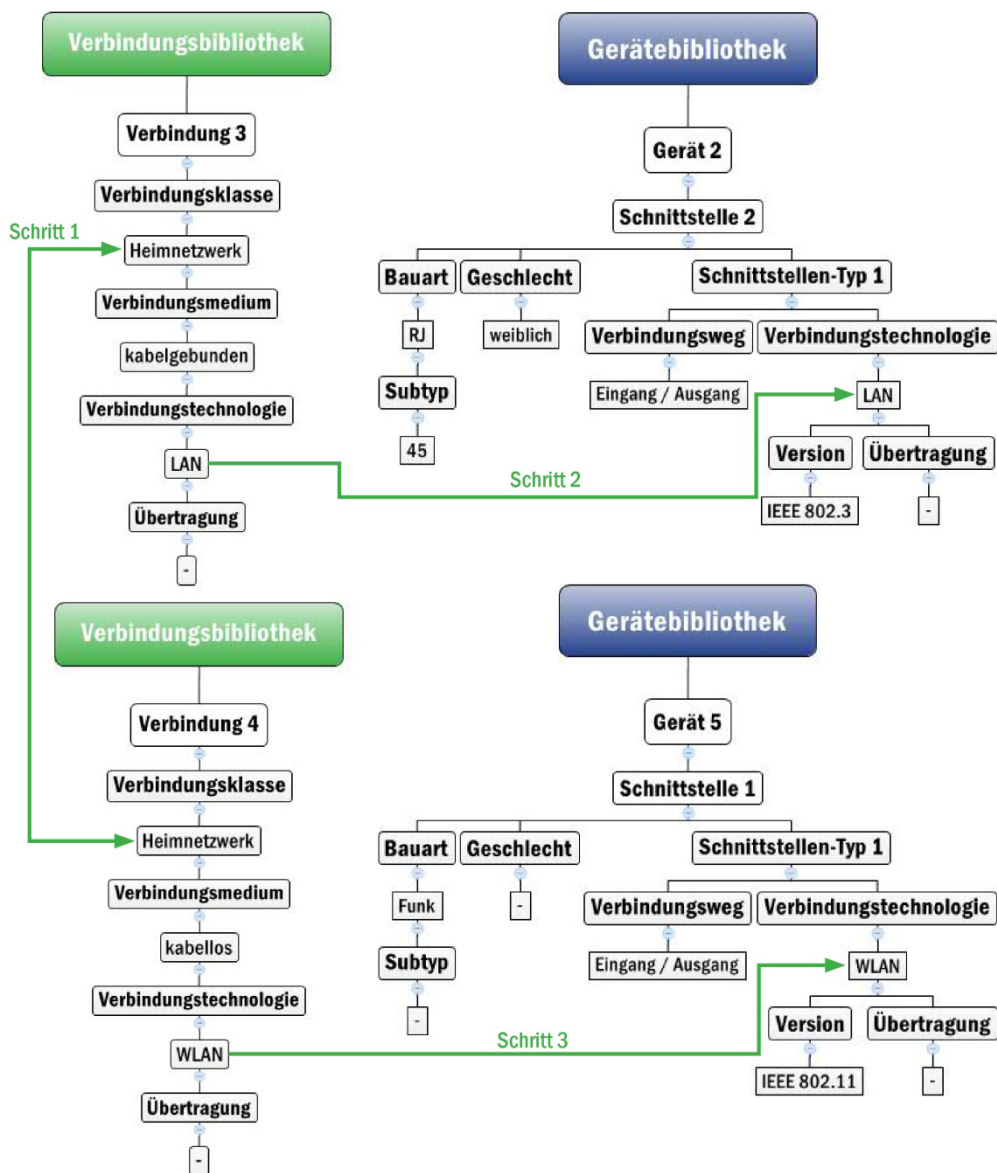 Verbindungsbibliothek
Verbindung 3
Verbindungsklasse
Schritt 1
Heimnetzwerk
Verbindungsmedium
kabelgebunden
Verbindungstechnologie
LAN
Übertragung
-
Gerätebibliothek
Gerät 2
Schnittstelle 2
Bauart
Geschlecht
Schnittstellen-Typ 1
RJ
weiblich
Verbindungsweg
Verbindungstechnologie
Subtyp
Eingang / Ausgang
LAN
45
Schritt 2
Version
Übertragung
IEEE 802.3
-
Verbindungsbibliothek
Verbindung 4
Verbindungsklasse
Heimnetzwerk
Verbindungsmedium
kabellos
Verbindungstechnologie
WLAN
Übertragung
-
Gerätebibliothek
Gerät 5
Schnittstelle 1
Bauart
Geschlecht
Schnittstellen-Typ 1
Funk
-
Verbindungsweg
Verbindungstechnologie
Subtyp
Eingang / Ausgang
WLAN
-
Schritt 3
Version
Übertragung
IEEE 802.11
-